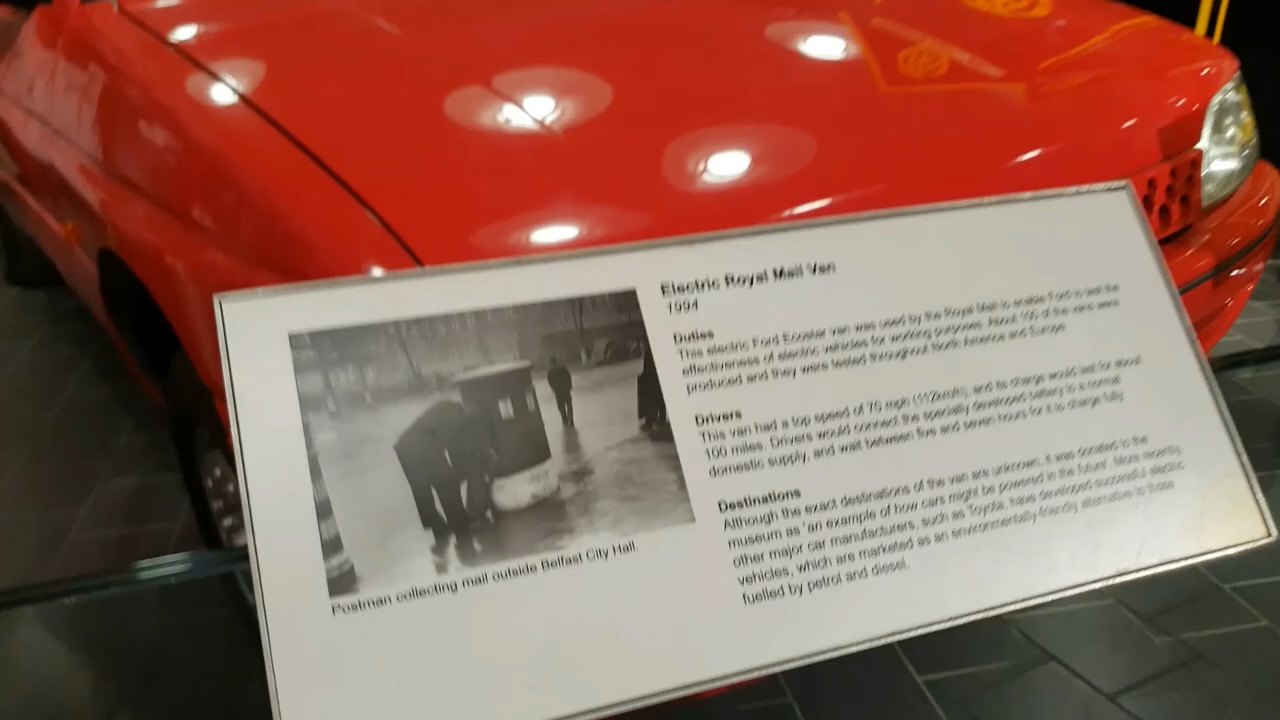 Electric Royal Mail Van
1994
Duties
This electric Ford Ecostar van was used by the Royal Mail to enable Ford to test the
effectiveness of electric vehicles for working purposes. About 100 of the vans were
produced and they were tested throughout North America and Europe
Drivers
This van had a top speed of 70 mph (112km/h), and its charge would last for about
100 miles. Drivers would connect the specially developed battery to a normal
domestic supply, and wait between five and seven hours for it to charge fully
Destinations
Although the exact destinations of the van are unknown, it was donated to the
museum as 'an example of how cars might be powered in the future'. More recently,
other major car manufacturers, such as Toyota, have developed successful electric
vehicles, which are marketed as an environmentally-friendly alternative to those
fuelled by petrol and diesel.
Postman collecting mail outside Belfast City Hall.